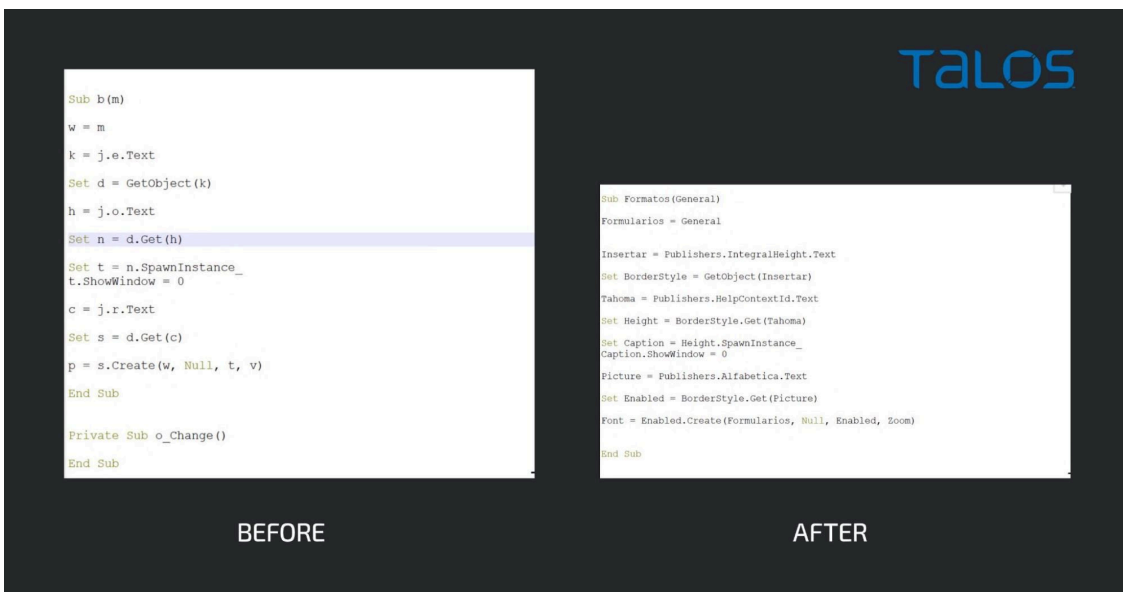 TALOS
Sub b(m)
w = m
k = j.e.Text
Set d = GetObject(k)
h = j.o.Text
Set n = d.Get(h)
Set t = n.SpawnInstance_
t.ShowWindow = 0
c = j.r.Text
Set s = d.Get(c)
p = s.Create(w, Null, t, v)
End Sub
Private Sub o_Change()
End Sub
BEFORE
Sub Formatos(General)
Formularios = General
Insertar = Publishers.IntegralHeight.Text
Set BorderStyle = GetObject(Insertar)
Tahoma = Publishers.HelpContextId.Text
Set Height = BorderStyle.Get(Tahoma)
Set Caption = Height.SpawnInstance_
Caption.ShowWindow = 0
Picture = Publishers.Alfabetica.Text
Set Enabled = BorderStyle.Get(Picture)
Font = Enabled.Create(Formularios, Null, Enabled, Zoom)
End Sub
AFTER